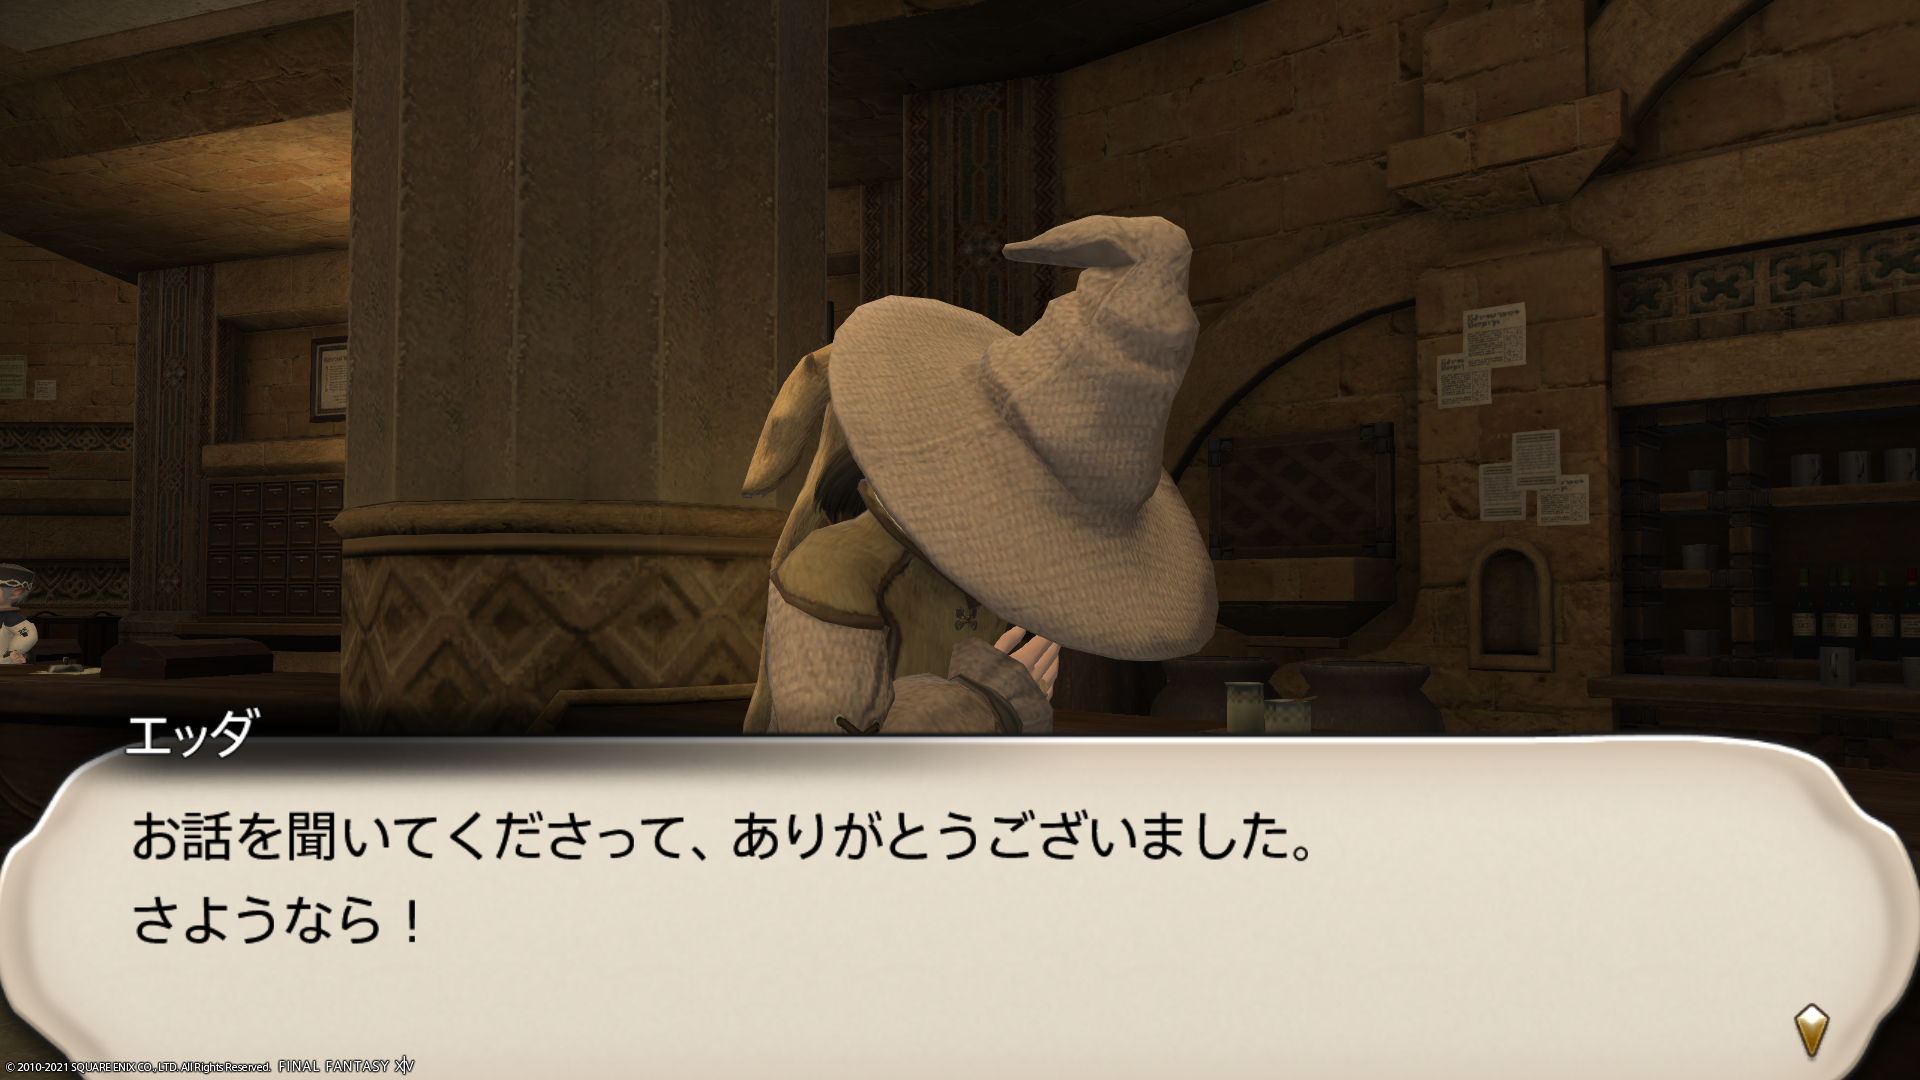 エッダ
お話を聞いてくださって、ありがとうございました。
さようなら！
© 2010-2021 SQUARE ENIX CO., LTD. All Rights Reserved. FINAL FANTASY XIV